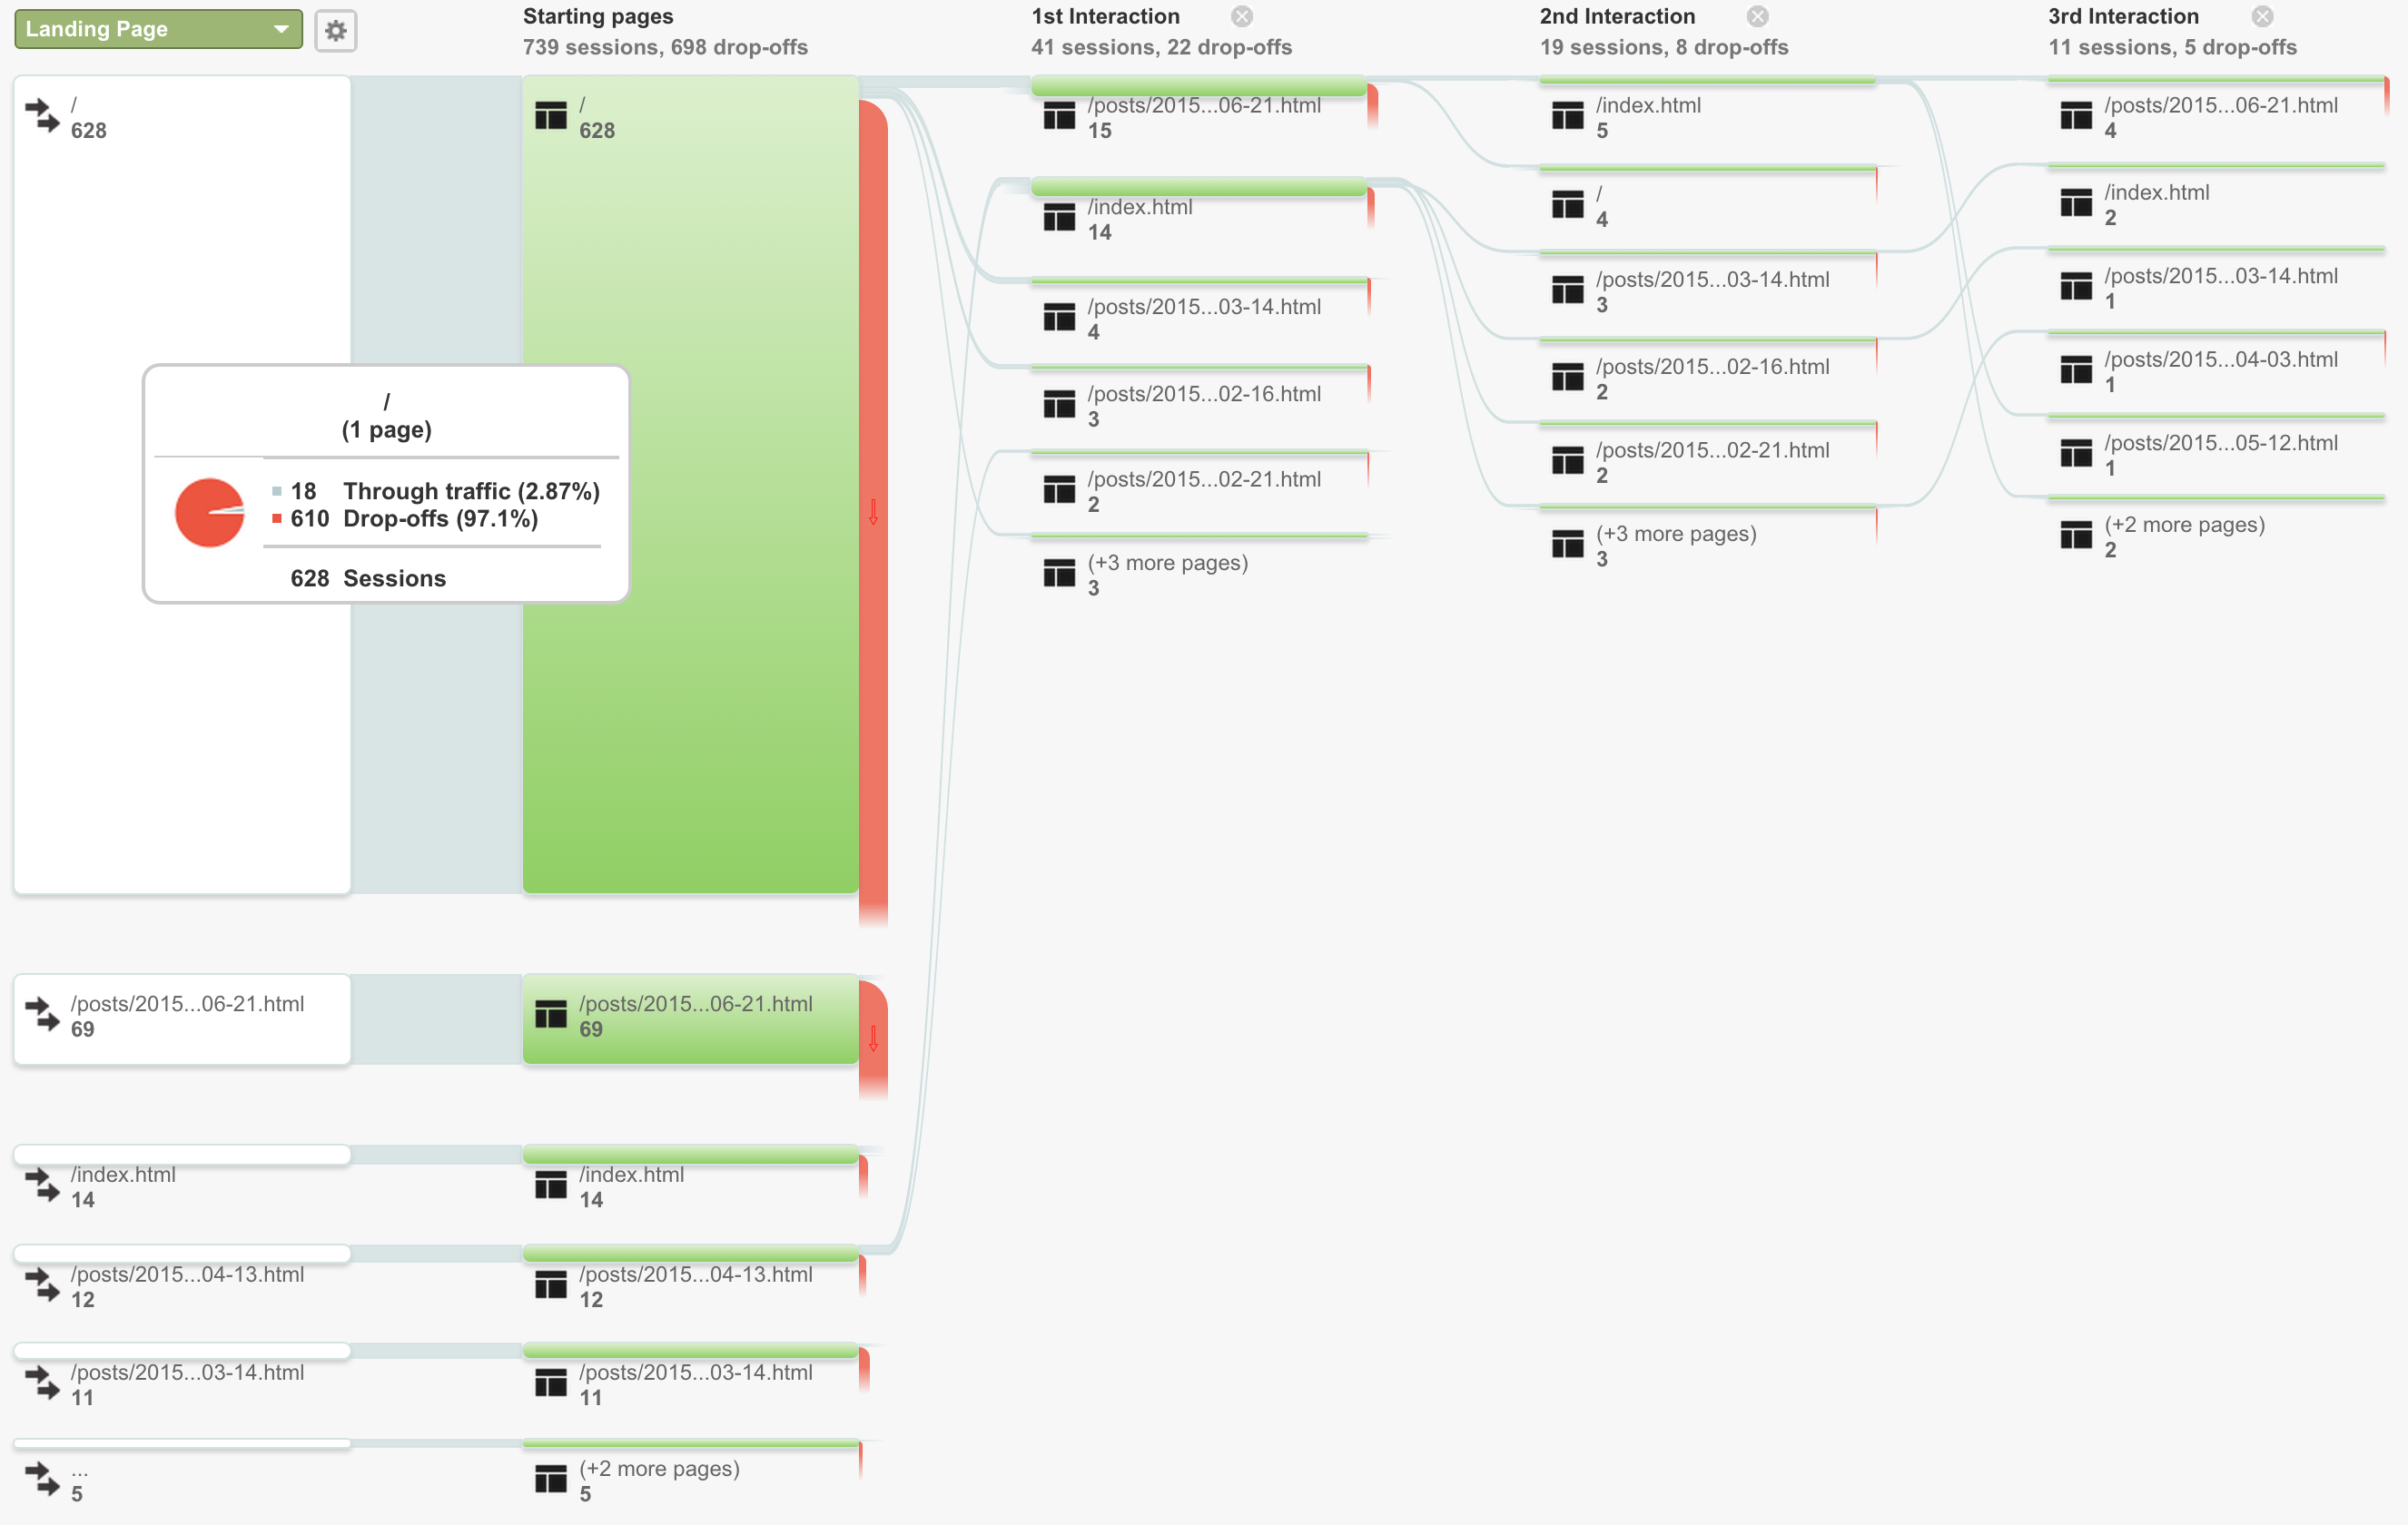 Landing Page
Starting pages
739 sessions, 698 drop-offs
1st Interaction
41 sessions, 22 drop-offs
2nd Interaction
19 sessions, 8 drop-offs
3rd Interaction
11 sessions, 5 drop-offs
/
628
/posts/2015...06-21.html
69
/index.html
14
/posts/2015...04-13.html
12
/posts/2015...03-14.html
11
...
5
/
(1 page)
18 Through traffic (2.87%)
610 Drop-offs (97.1%)
628 Sessions
/
628
/posts/2015...06-21.html
69
/index.html
14
/posts/2015...04-13.html
12
/posts/2015...03-14.html
11
(+2 more pages)
5
/posts/2015...06-21.html
15
/index.html
14
/posts/2015...03-14.html
4
/posts/2015...02-16.html
3
/posts/2015...02-21.html
2
(+3 more pages)
3
/index.html
5
/
4
/posts/2015...03-14.html
3
/posts/2015...02-16.html
2
/posts/2015...02-21.html
2
(+3 more pages)
3
/posts/2015...06-21.html
4
/index.html
2
/posts/2015...03-14.html
1
/posts/2015...04-03.html
1
/posts/2015...05-12.html
1
(+2 more pages)
2